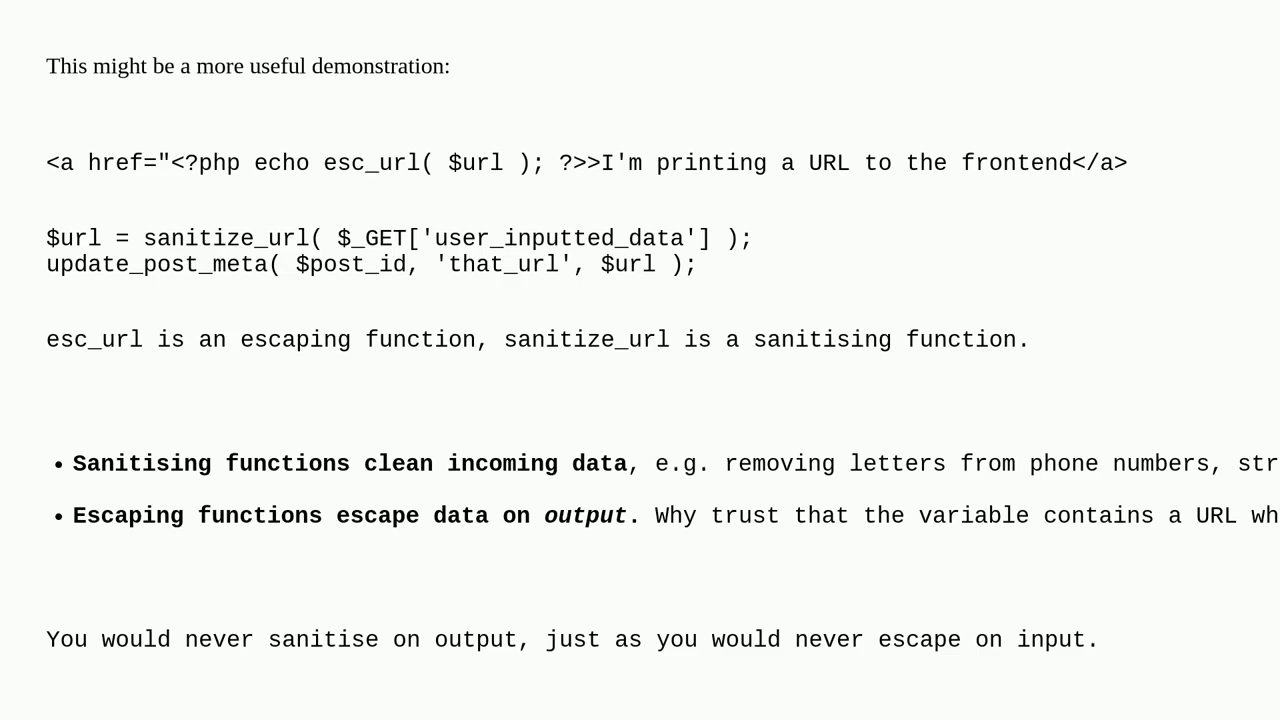 This might be a more useful demonstration:
<a href="<?php echo esc_url( $url ); ?>>I'm printing a URL to the frontend</a>
$url = sanitize_url( $_GET['user_inputted_data'] );
update_post_meta( $post_id, 'that_url', $url );
esc_url is an escaping function, sanitize_url is a sanitising function.
• Sanitising functions clean incoming data, e.g. removing letters from phone numbers,
• Escaping functions escape data on output. Why trust that the variable contains a URL
You would never sanitise on output, just as you would never escape on input.